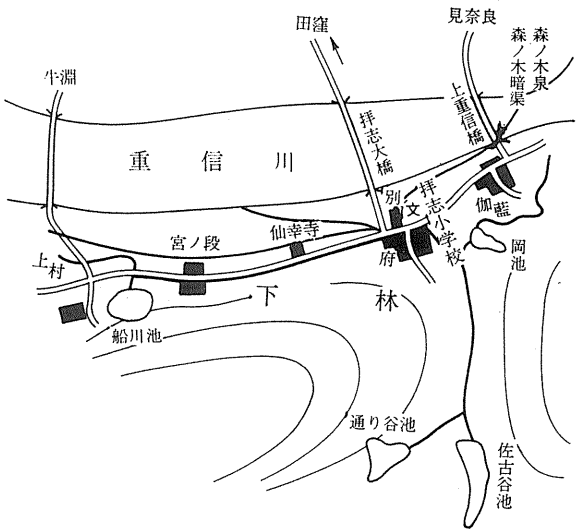 田窪
見奈良
森ノ木泉
森ノ木暗渠
牛淵
上重信橋
拝志大橋
重信川
拝志小学校
文
別府
伽藍
岡池
仙幸寺
宮ノ段
上村
下林
船川池
通り谷池
佐古谷池